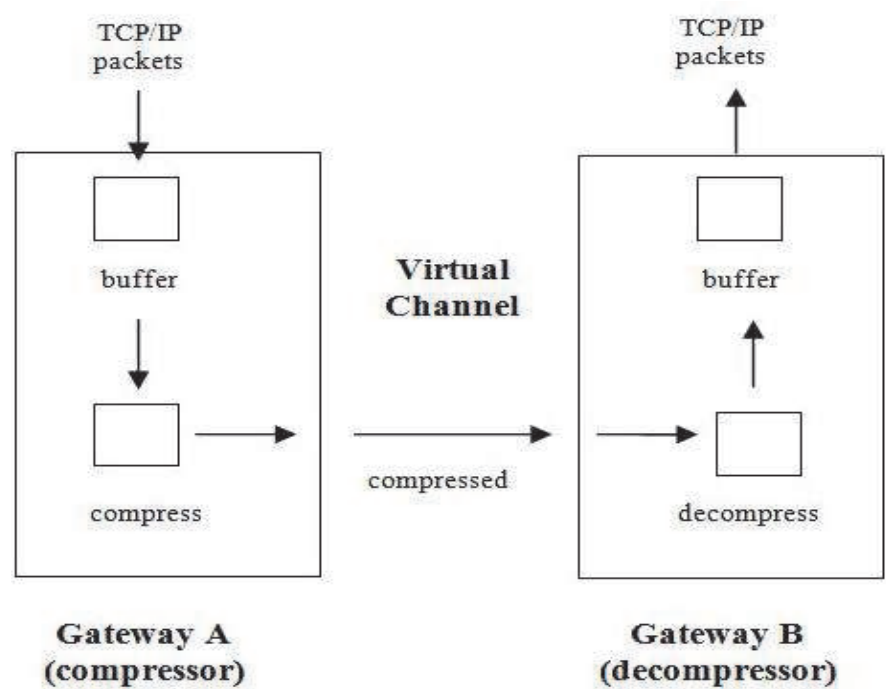 TCP/IP
packets
TCP/IP
packets
buffer
Virtual
Channel
buffer
compressed
compress
decompress
Gateway A
(compressor)
Gateway B
(decompressor)